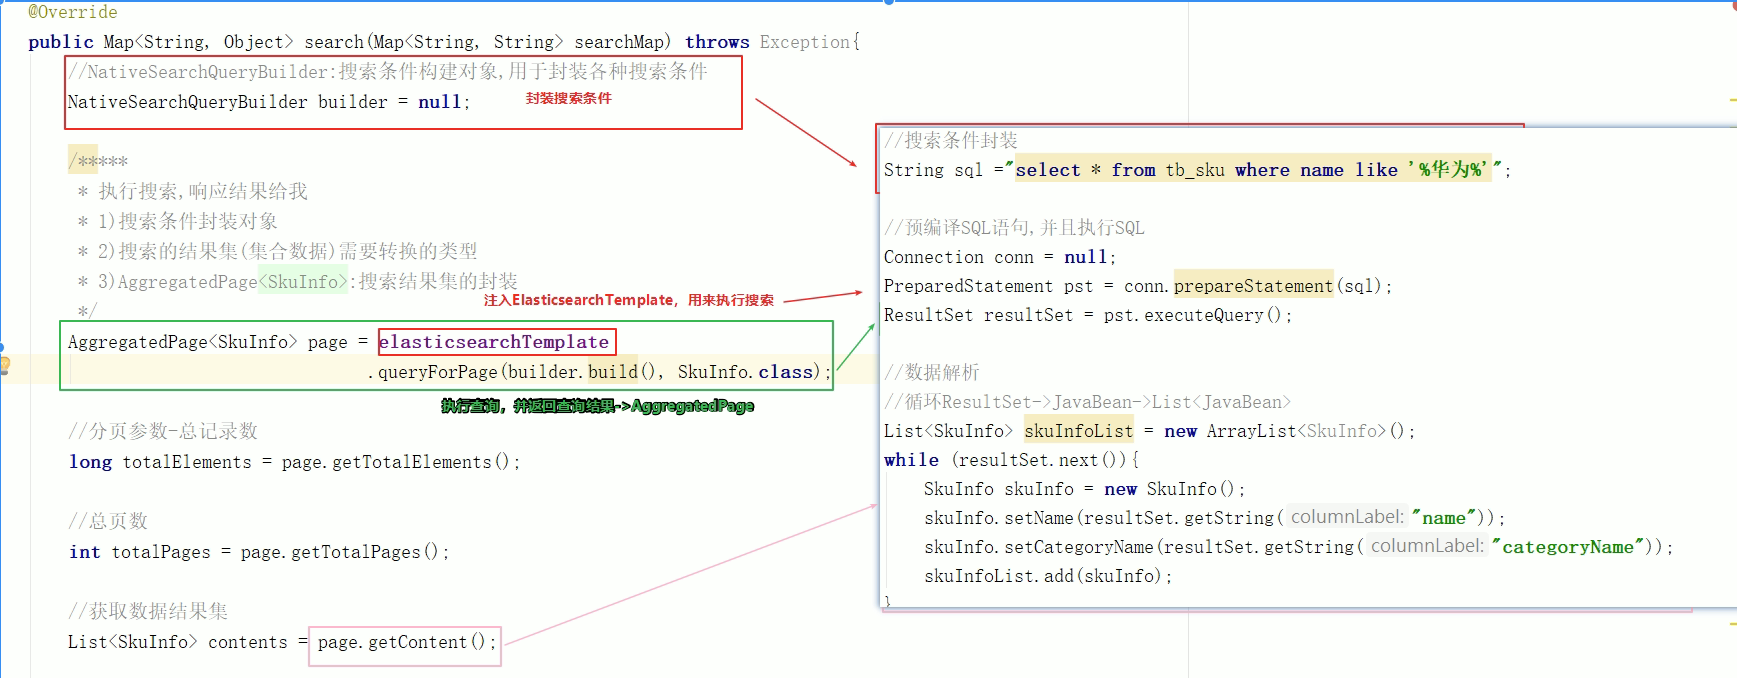 @Override
public Map<String, Object> search(Map<String, String> searchMap) throws Exception{
//NativeSearchQueryBuilder:搜索条件构建对象,用于封装各种搜索条件
NativeSearchQueryBuilder builder = null;
封装搜索条件
/*****
* 执行搜索,响应结果给我
* 1)搜索条件封装对象
* 2)搜索的结果集(集合数据)需要转换的类型
* 3)AggregatedPage<SkuInfo>:搜索结果集的封装
*/
注入ElasticsearchTemplate，用来执行搜索
AggregatedPage<SkuInfo> page = elasticsearchTemplate
.queryForPage(builder.build(), SkuInfo.class);
执行查询，并返回查询结果->AggregatedPage
//分页参数-总记录数
long totalElements = page.getTotalElements();
//总页数
int totalPages = page.getTotalPages();
//获取数据结果集
List<SkuInfo> contents = page.getContent();
//搜索条件封装
String sql ="select * from tb_sku where name like '%华为%'";
//预编译SQL语句,并且执行SQL
Connection conn = null;
PreparedStatement pst = conn.prepareStatement(sql);
ResultSet resultSet = pst.executeQuery();
//数据解析
//循环ResultSet->JavaBean->List<JavaBean>
List<SkuInfo> skuInfoList = new ArrayList<SkuInfo>();
while (resultSet.next()){
SkuInfo skuInfo = new SkuInfo();
skuInfo.setName(resultSet.getString( columnLabel: "name"));
skuInfo.setCategoryName(resultSet.getString( columnLabel: "categoryName"));
skuInfoList.add(skuInfo);
}